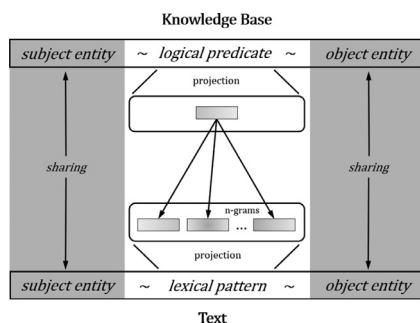 Knowledge Base
subject entity ~ logical predicate ~ object entity
projection
sharing sharing
n-grams
...
projection
subject entity ~ lexical pattern ~ object entity
Text